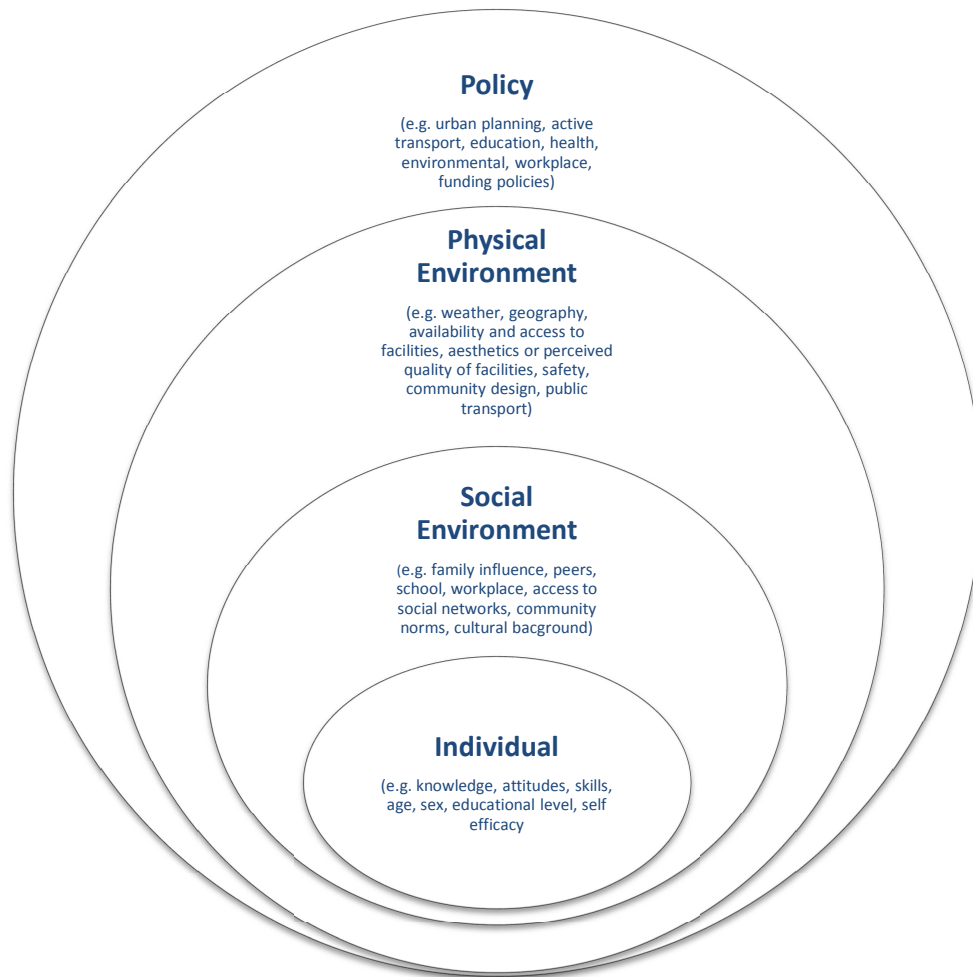 Policy
(e.g. urban planning, active
transport, education, health,
environmental, workplace,
funding policies)
Physical
Environment
(e.g. weather, geography,
availability and access to
facilities, aesthetics or perceived
quality of facilities, safety,
community design, public
transport)
Social
Environment
(e.g. family influence, peers,
school, workplace, access to
social networks, community
norms, cultural bacground)
Individual
(e.g. knowledge, attitudes, skills,
age, sex, educational level, self
efficacy